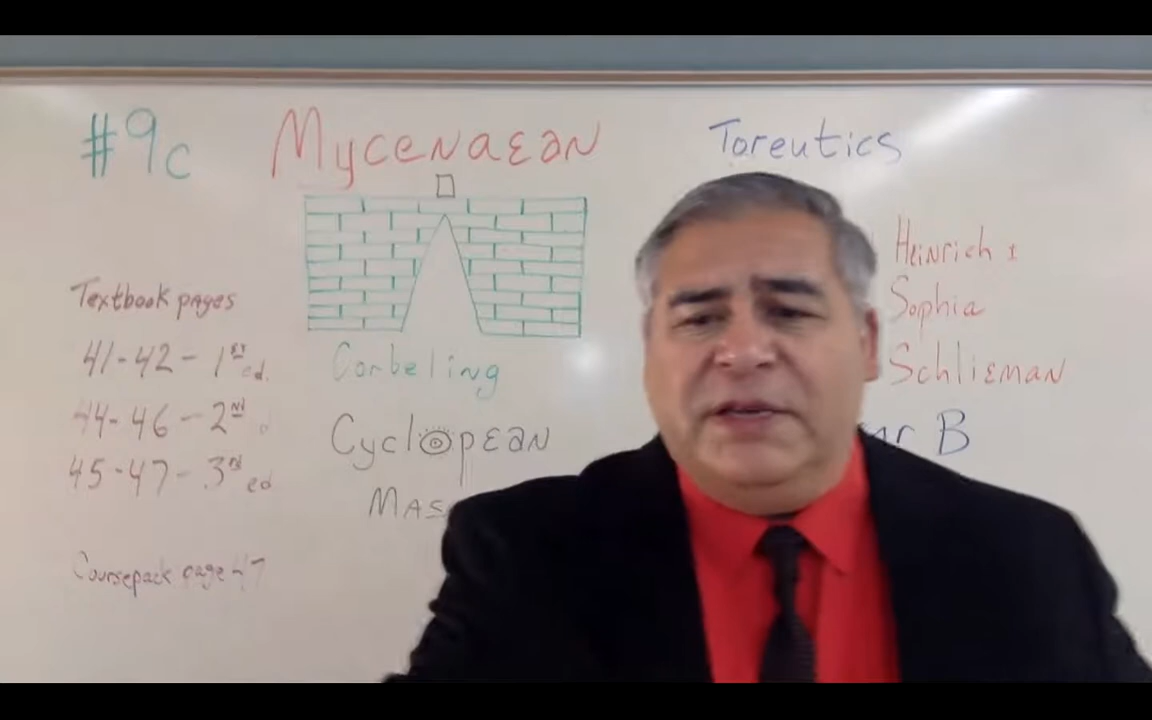 #9c
Mycenaean
Toreutics
Textbook pages
41-42 - 1st ed.
44-46 - 2nd
45-47 - 3rd ed
Coursepack page 47
Corbeling
Cyclopean
Heinrich &
Sophia
Schlieman
B